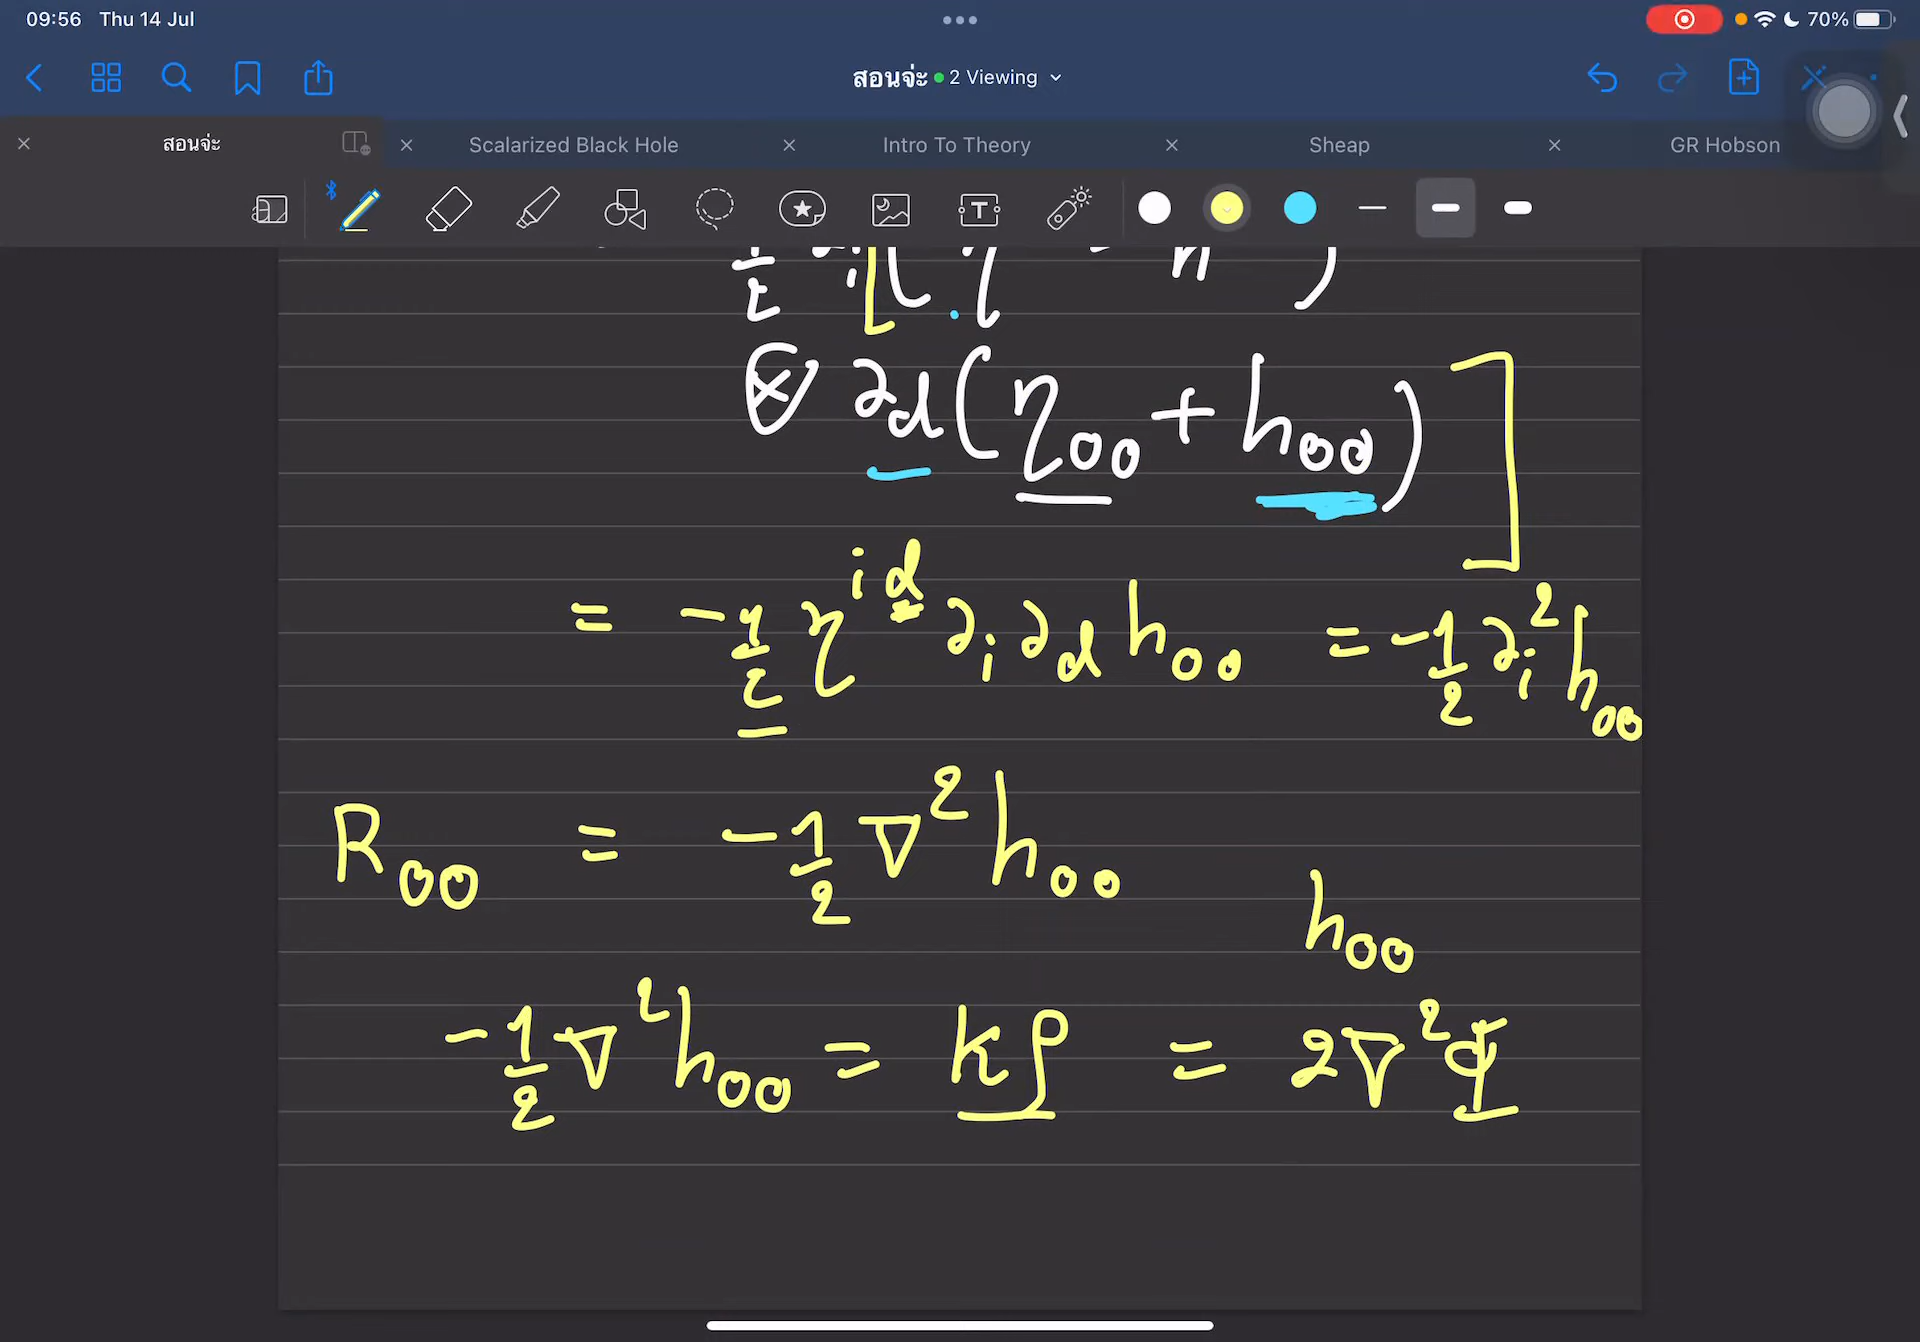 09:56 Thu 14 Jul 70%
สอนจ๋ะ 2 Viewing
สอนจ๋ะ Scalarized Black Hole Intro To Theory Sheap GR Hobson
T
⊗ ∂d(η00 + h00)]
= -1/2 η^{id} ∂i ∂d h00 = -1/2 ∂i² h00
R00 = -1/2 ∇² h00
h00
-1/2 ∇² h00 = kρ = 2∇²Φ